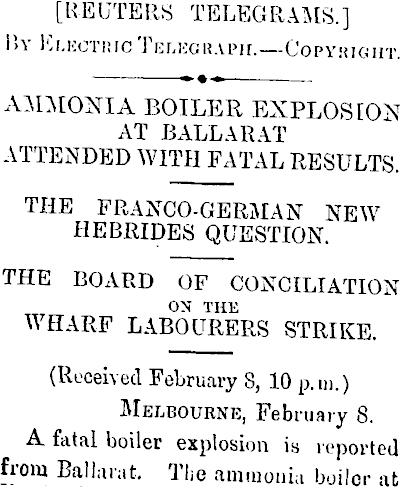 [REUTERS TELEGRAMS.]
BY ELECTRIC TELEGRAPH.—COPYRIGHT.
AMMONIA BOILER EXPLOSION
AT BALLARAT
ATTENDED WITH FATAL RESULTS.
THE FRANCO-GERMAN NEW
HEBRIDES QUESTION.
THE BOARD OF CONCILIATION
ON THE
WHARF LABOURERS STRIKE.
(Received February 8, 10 p.m.)
MELBOURNE, February 8.
A fatal boiler explosion is reported
from Ballarat. The ammonia boiler at